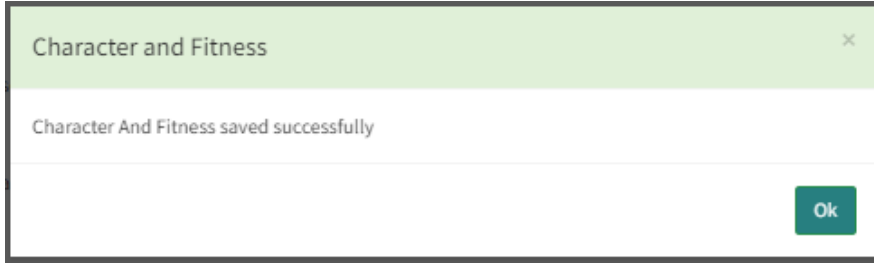 Character and Fitness ×
Character And Fitness saved successfully
Ok